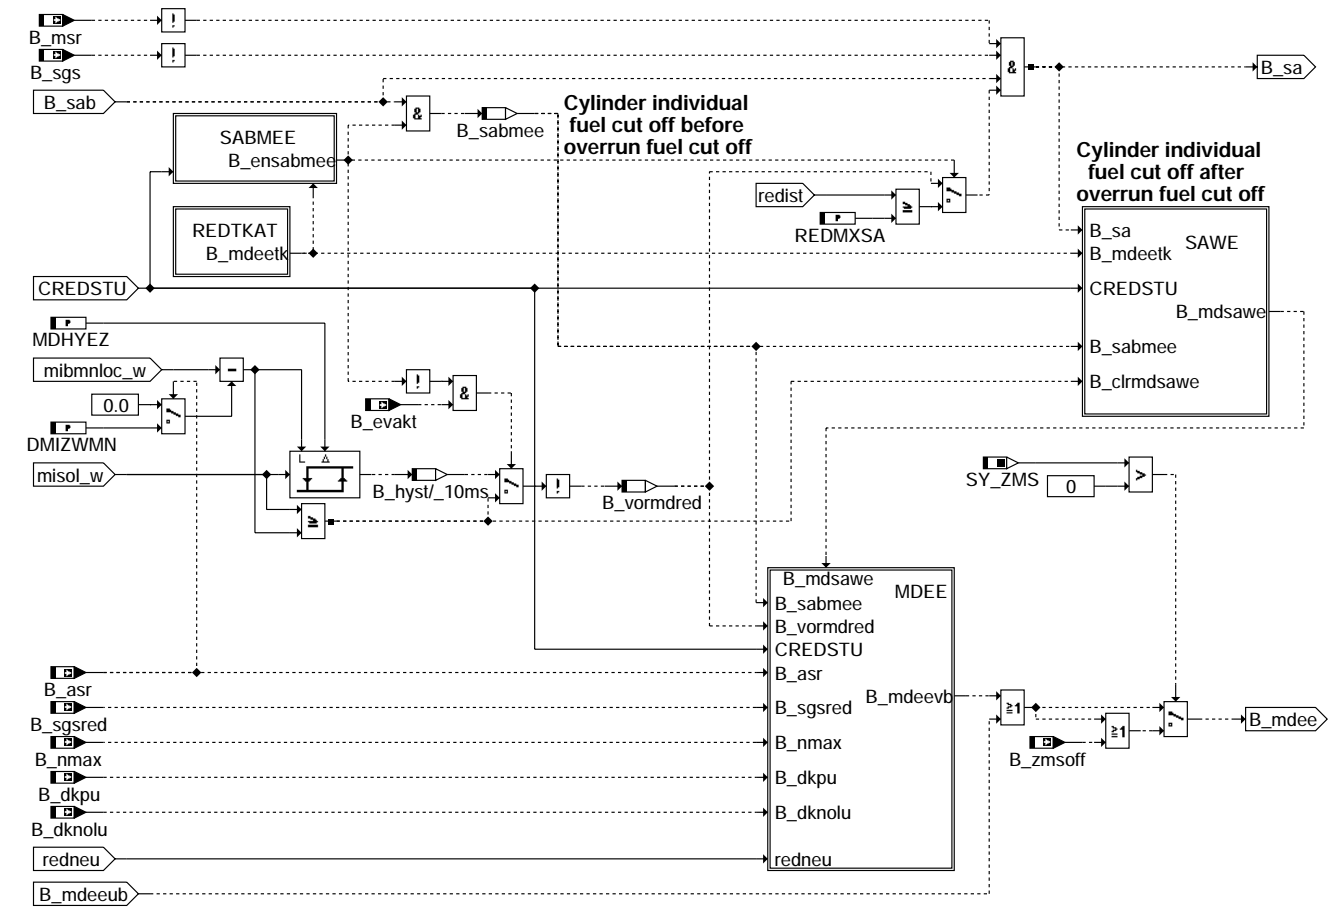 !
B_msr
!
B_sgs
&
B_sa
B_sab
&
B_sabmee
Cylinder individual
fuel cut off before
overrun fuel cut off
SABMEE
B_ensabmee
Cylinder individual
fuel cut off after
overrun fuel cut off
redist
P
REDMXSA
≥
REDTKAT
B_mdeetk
B_sa
SAWE
B_mdeetk
CREDSTU
CREDSTU
B_mdsawe
P
MDHYEZ
B_sabmee
mibmnloc_w
-
B_clrmdsawe
!
&
0.0
B_evakt
P
DMIZWMN
L Δ
misol_w
B_hyst/_10ms
!
B_vormdred
≥
SY_ZMS
0
>
B_mdsawe
MDEE
B_sabmee
B_vormdred
CREDSTU
B_asr
B_asr
B_mdeevb
B_sgsred
B_sgsred
≥1
≥1
B_mdee
B_nmax
B_nmax
B_zmsoff
B_dkpu
B_dkpu
B_dknolu
B_dknolu
redneu
redneu
B_mdeeub